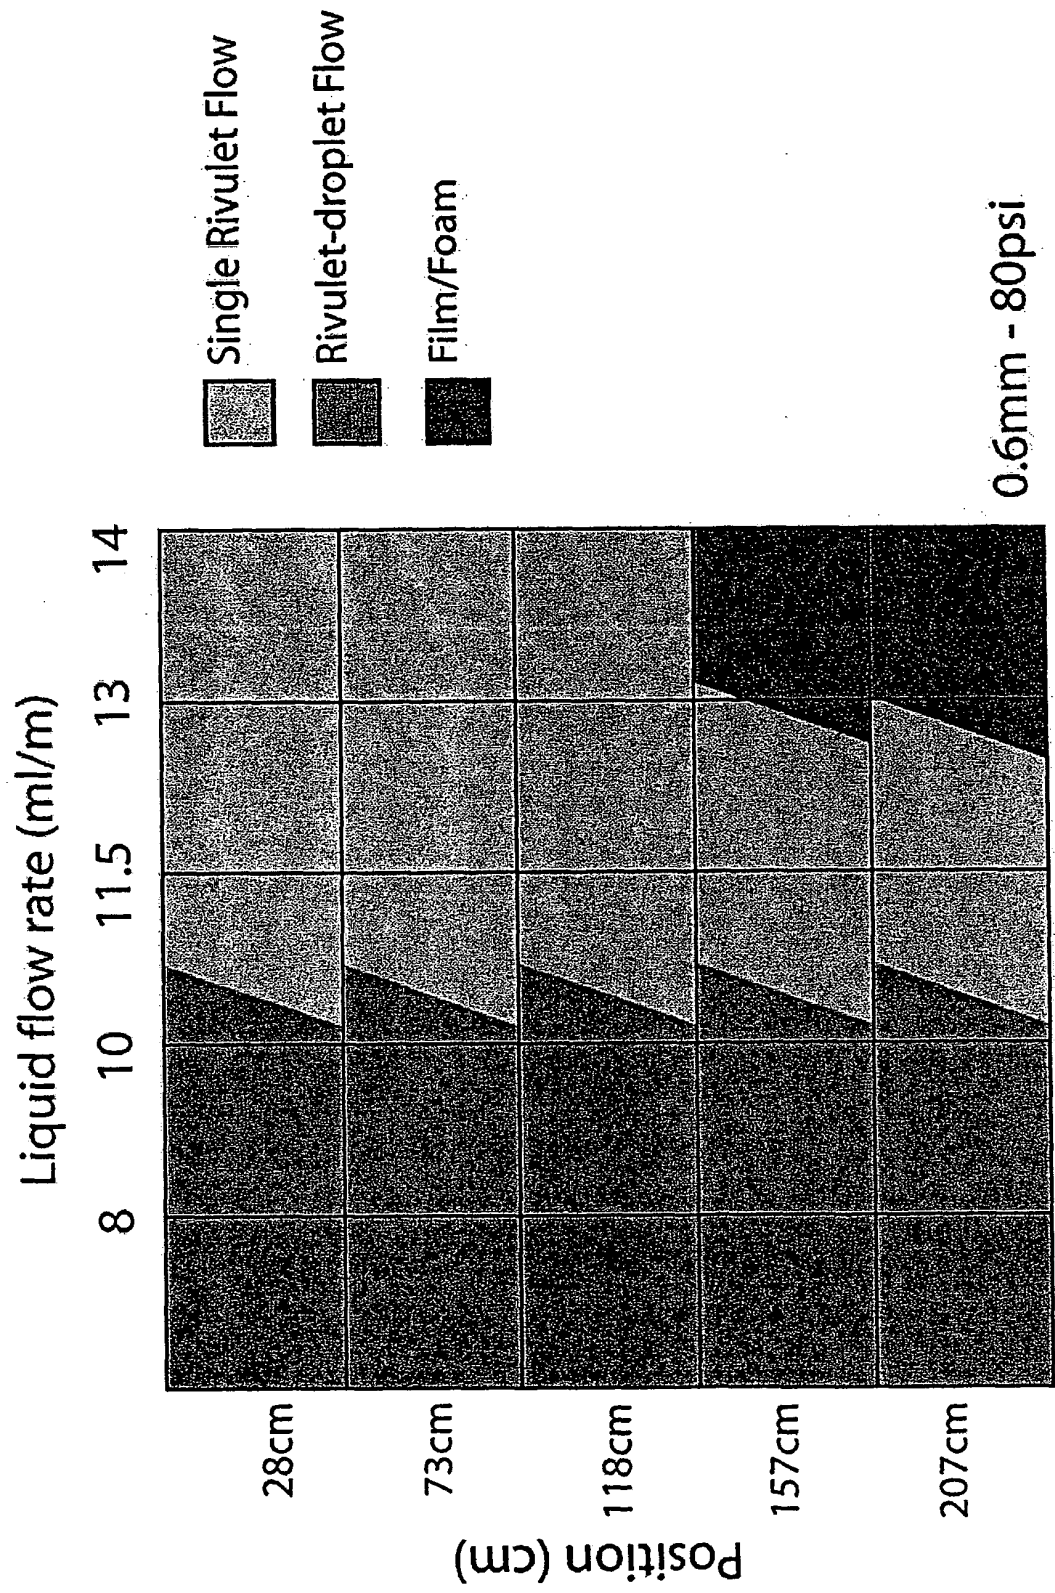 Liquid flow rate (ml/m)
8
10
11.5
13
14
Position (cm)
28cm
73cm
118cm
157cm
207cm
Single Rivulet Flow
Rivulet-droplet Flow
Film/Foam
0.6mm - 80psi